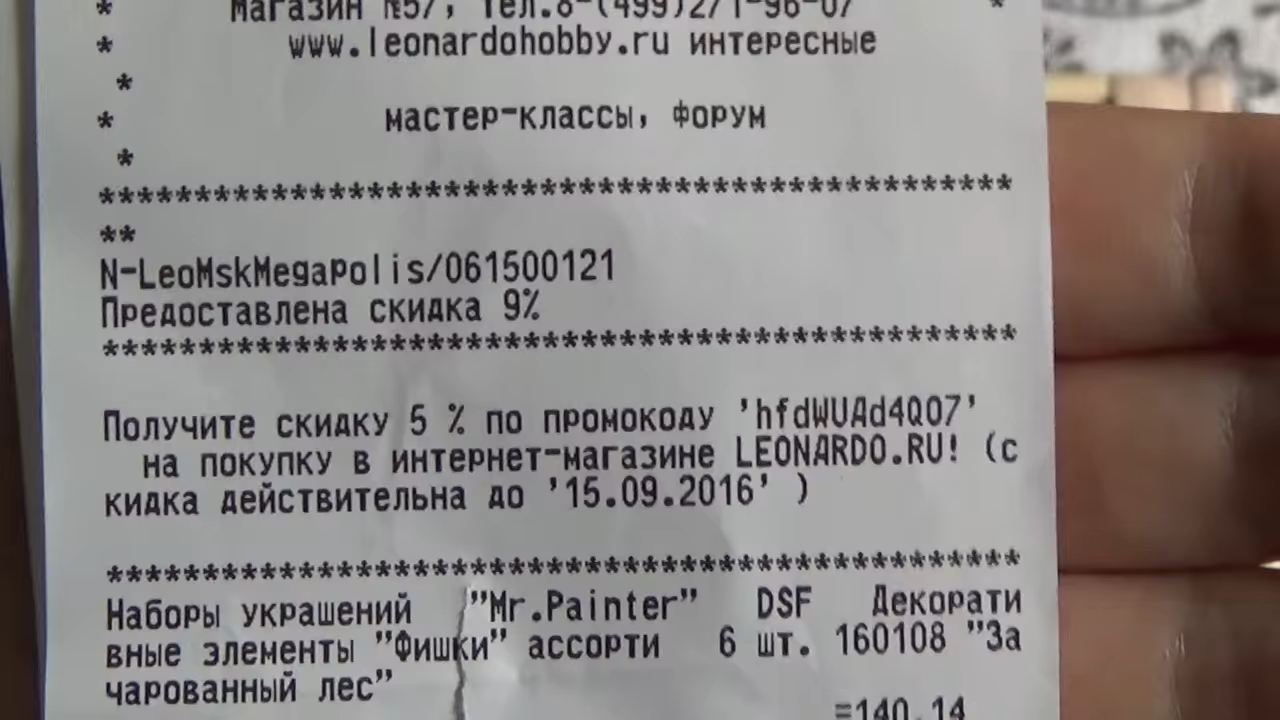 * магазин №57, тел.8-(499)271-96-07 *
* www.leonardohobby.ru интересные
*
* мастер-классы, форум
*
************************************************
**
N-LeoMskMegaPolis/061500121
Предоставлена скидка 9%
************************************************
Получите скидку 5 % по промокоду 'hfdWUAd4Q07'
на покупку в интернет-магазине LEONARDO.RU! (с
кидка действительна до '15.09.2016' )
************************************************
Наборы украшений "Mr.Painter" DSF Декорати
вные элементы "Фишки" ассорти 6 шт. 160108 "За
чарованный лес"
=140.14